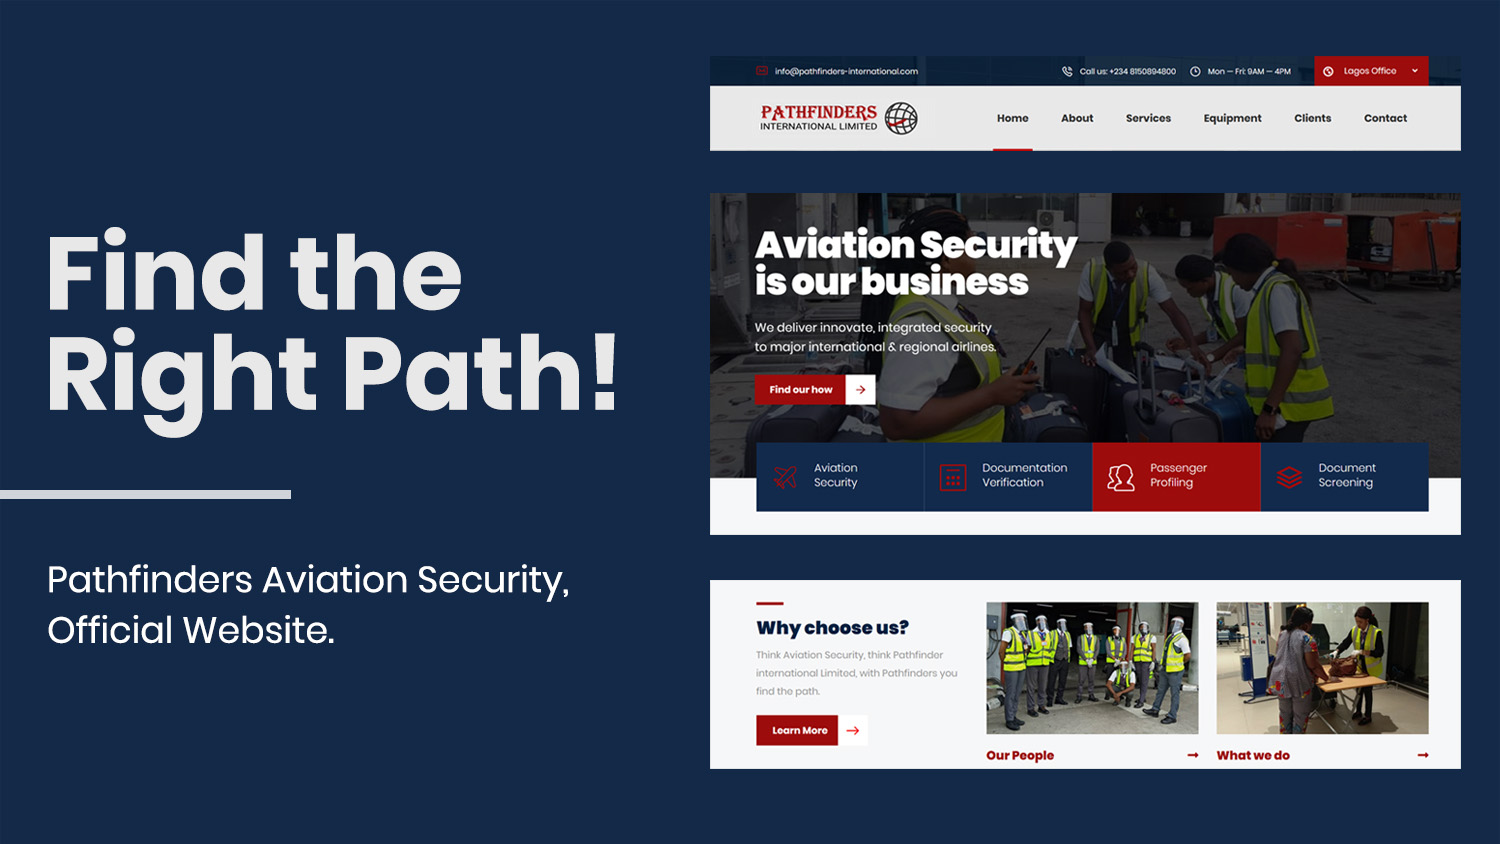 Find the
Right Path!
Pathfinders Aviation Security,
Official Website.
info@pathfinders-international.com
Call us: +234 8150894800
Mon – Fri: 9AM – 4PM
Lagos Office
PATHFINDERS
INTERNATIONAL LIMITED
Home
About
Services
Equipment
Clients
Contact
Aviation Security
is our business
We deliver innovate, integrated security
to major international & regional airlines.
Find our how
Aviation
Security
Documentation
Verification
Passenger
Profiling
Document
Screening
Why choose us?
Think Aviation Security, think Pathfinder
international Limited, with Pathfinders you
find the path.
Learn More
Our People
What we do